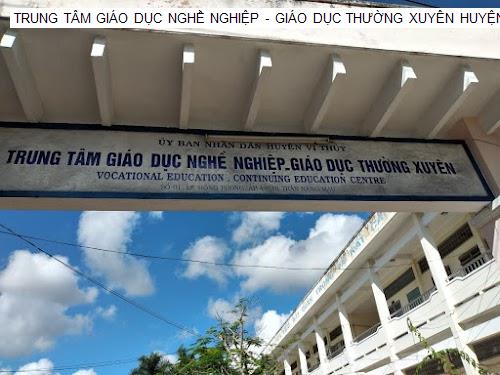 TRUNG TÂM GIÁO DỤC NGHỀ NGHIỆP - GIÁO DỤC THƯỜNG XUYÊN HUYỆN
ỦY BAN NHÂN DÂN HUYỆN VỊ THỦY
TRUNG TÂM GIÁO DỤC NGHỀ NGHIỆP - GIÁO DỤC THƯỜNG XUYÊN
VOCATIONAL EDUCATION - CONTINUING EDUCATION CENTRE